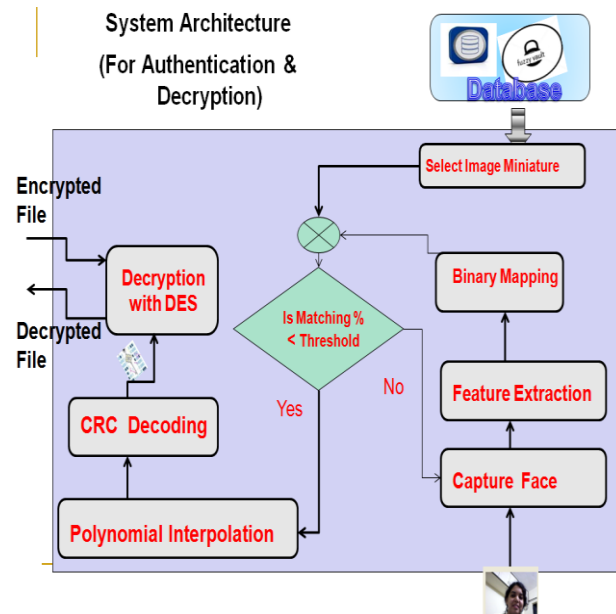 System Architecture
(For Authentication &
Decryption)
fuzzy vault
Database
Select Image Miniature
Encrypted
File
Decryption
with DES
Binary Mapping
Is Matching %
< Threshold
Decrypted
File
Yes
No
Feature Extraction
CRC Decoding
Capture Face
Polynomial Interpolation